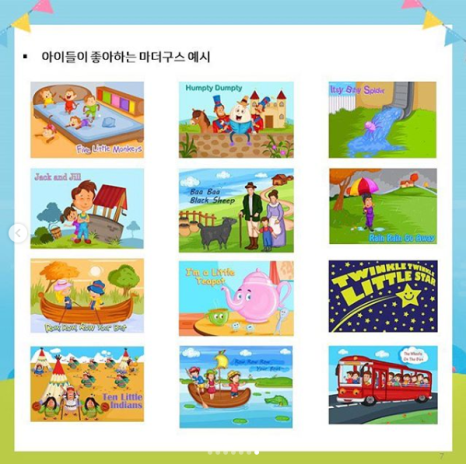 ▪ 아이들이 좋아하는 마더구스 예시
Five Little Monkeys
Humpty Dumpty
Itsy Bitsy Spider
Jack and Jill
Baa Baa
Black Sheep
Rain Rain Go Away
Row Row Row Your Boat
I'm a Little
Teapot
TWINKLE TWINKLE
LITTLE STAR
Ten Little
Indians
Row Row Row
Your Boat
The Wheels
On The Bus
7